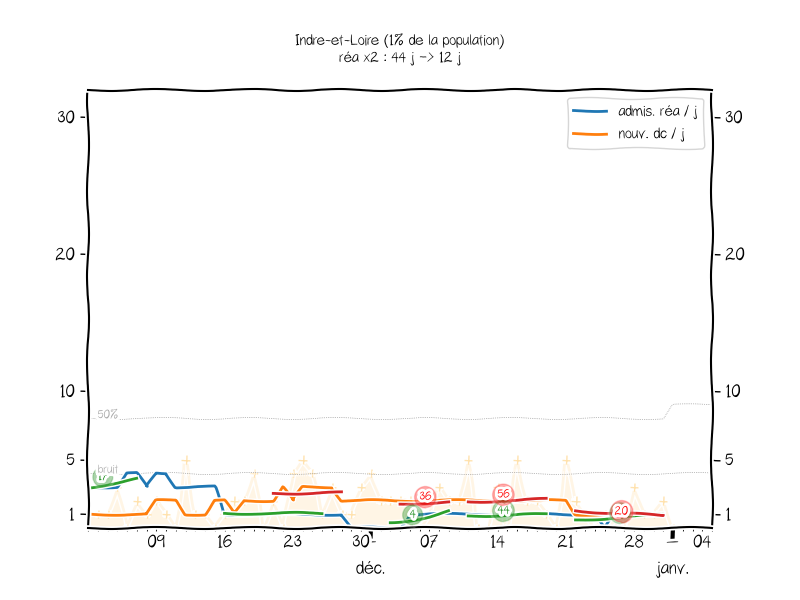 Indre-et-Loire (1% de la population)
réa x2 : 44 j -> 12 j
admis. réa / j
nouv. dc / j
30 30
20 20
10 10
50%
5 5
bruit
36 56
4 44 20
1 1
09 16 23 30 07 14 21 28 04
déc. janv.